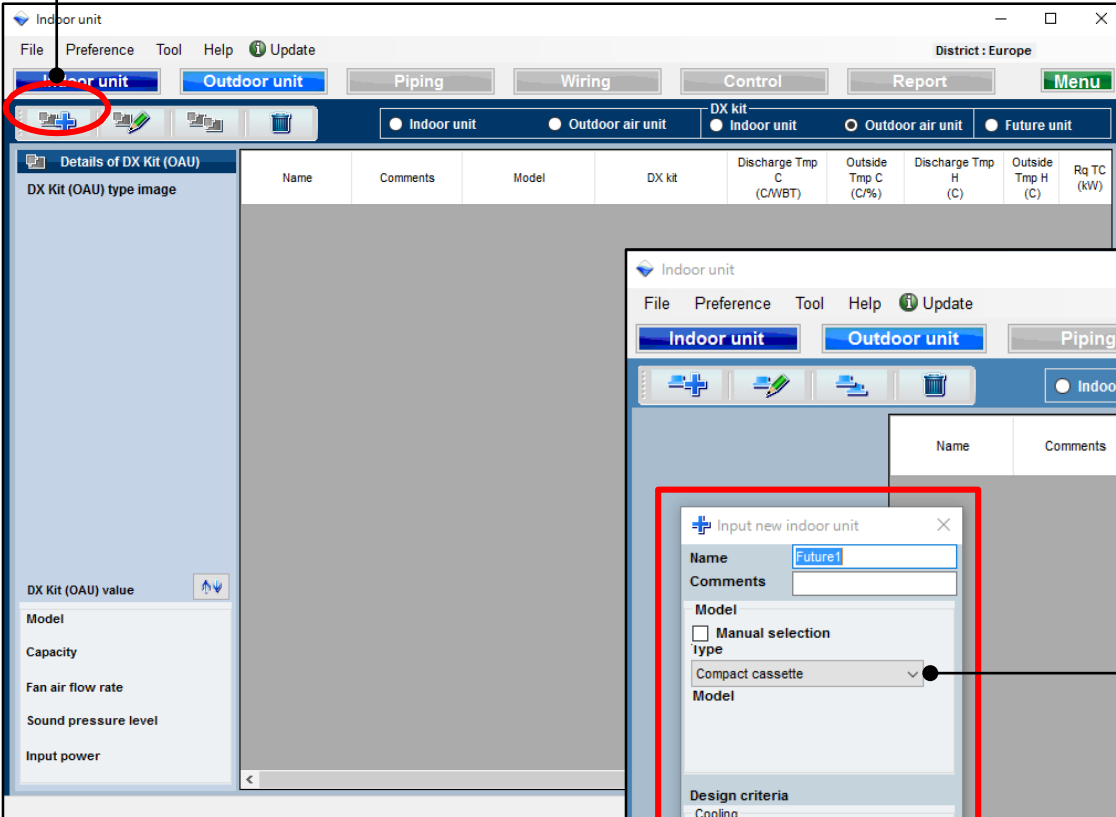 Indoor unit
File Preference Tool Help Update District : Europe
Indoor unit Outdoor unit Piping Wiring Control Report Menu
DX kit
Indoor unit Outdoor air unit Indoor unit Outdoor air unit Future unit
Details of DX Kit (OAU)
DX Kit (OAU) type image
Name Comments Model DX kit Discharge Tmp C (C/WBT) Outside Tmp C (C/%) Discharge Tmp H (C) Outside Tmp H (C) Rq TC (kW)
DX Kit (OAU) value
Model
Capacity
Fan air flow rate
Sound pressure level
Input power
Indoor unit
File Preference Tool Help Update
Indoor unit Outdoor unit Piping
Indoo
Name Comments
Input new indoor unit
Name Future1
Comments
Model
Manual selection
Type
Compact cassette
Model
Design criteria
Cooling